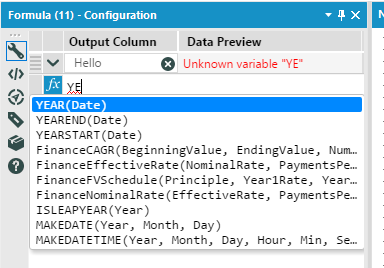 Formula (11) - Configuration
Output Column Data Preview
Hello Unknown variable "YE"
fx YE
YEAR(Date)
YEAREND(Date)
YEARSTART(Date)
FinanceCAGR(BeginningValue, EndingValue, Num…
FinanceEffectiveRate(NominalRate, PaymentsPe…
FinanceFVSchedule(Principle, Year1Rate, Year…
FinanceNominalRate(EffectiveRate, PaymentsPe…
ISLEAPYEAR(Year)
MAKEDATE(Year, Month, Day)
MAKEDATETIME(Year, Month, Day, Hour, Min, Se…